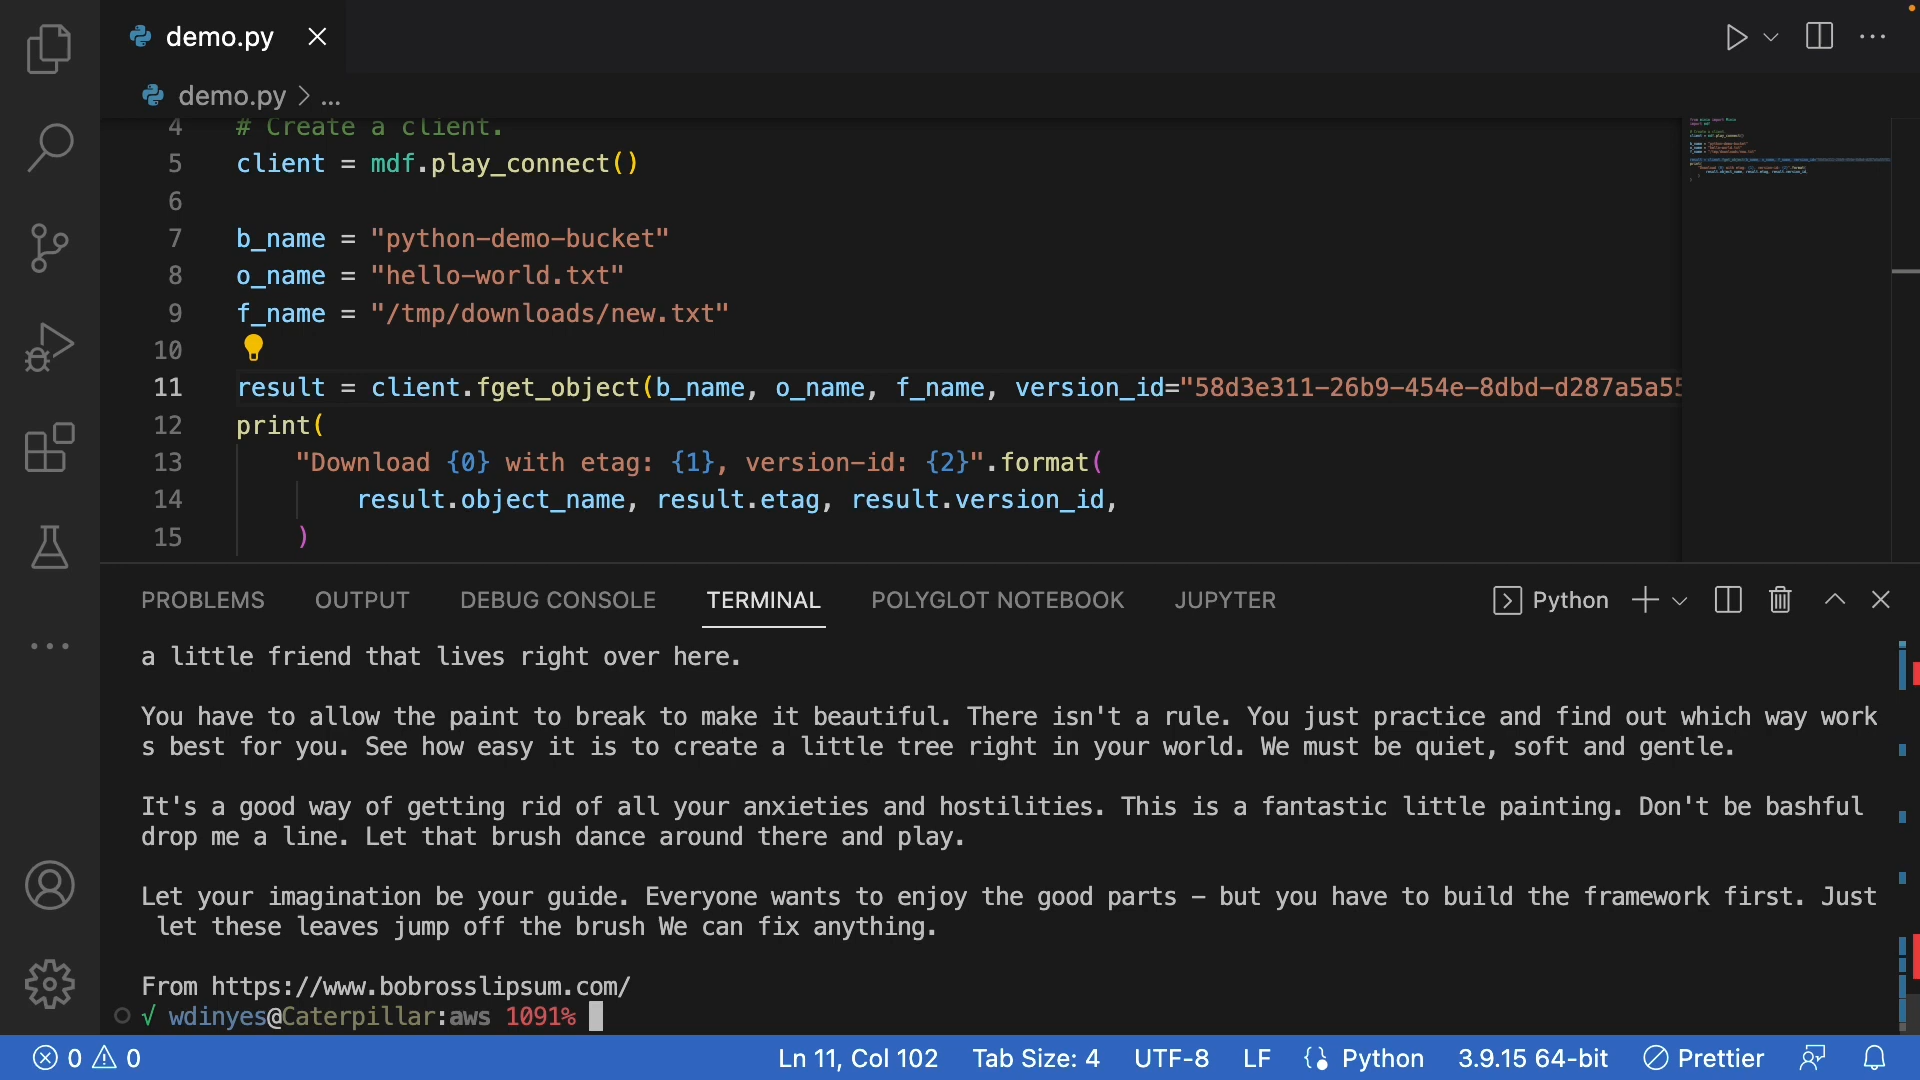 demo.py
demo.py > ...
4 # Create a client.
5 client = mdf.play_connect()
6
7 b_name = "python-demo-bucket"
8 o_name = "hello-world.txt"
9 f_name = "/tmp/downloads/new.txt"
10
11 result = client.fget_object(b_name, o_name, f_name, version_id="58d3e311-26b9-454e-8dbd-d287a5a55
12 print(
13 "Download {0} with etag: {1}, version-id: {2}".format(
14 result.object_name, result.etag, result.version_id,
15 )
PROBLEMS OUTPUT DEBUG CONSOLE TERMINAL POLYGLOT NOTEBOOK JUPYTER Python
a little friend that lives right over here.
You have to allow the paint to break to make it beautiful. There isn't a rule. You just practice and find out which way work
s best for you. See how easy it is to create a little tree right in your world. We must be quiet, soft and gentle.
It's a good way of getting rid of all your anxieties and hostilities. This is a fantastic little painting. Don't be bashful
drop me a line. Let that brush dance around there and play.
Let your imagination be your guide. Everyone wants to enjoy the good parts – but you have to build the framework first. Just
let these leaves jump off the brush We can fix anything.
From https://www.bobrosslipsum.com/
√ wdinyes@Caterpillar:aws 1091%
0 0 Ln 11, Col 102 Tab Size: 4 UTF-8 LF Python 3.9.15 64-bit Prettier